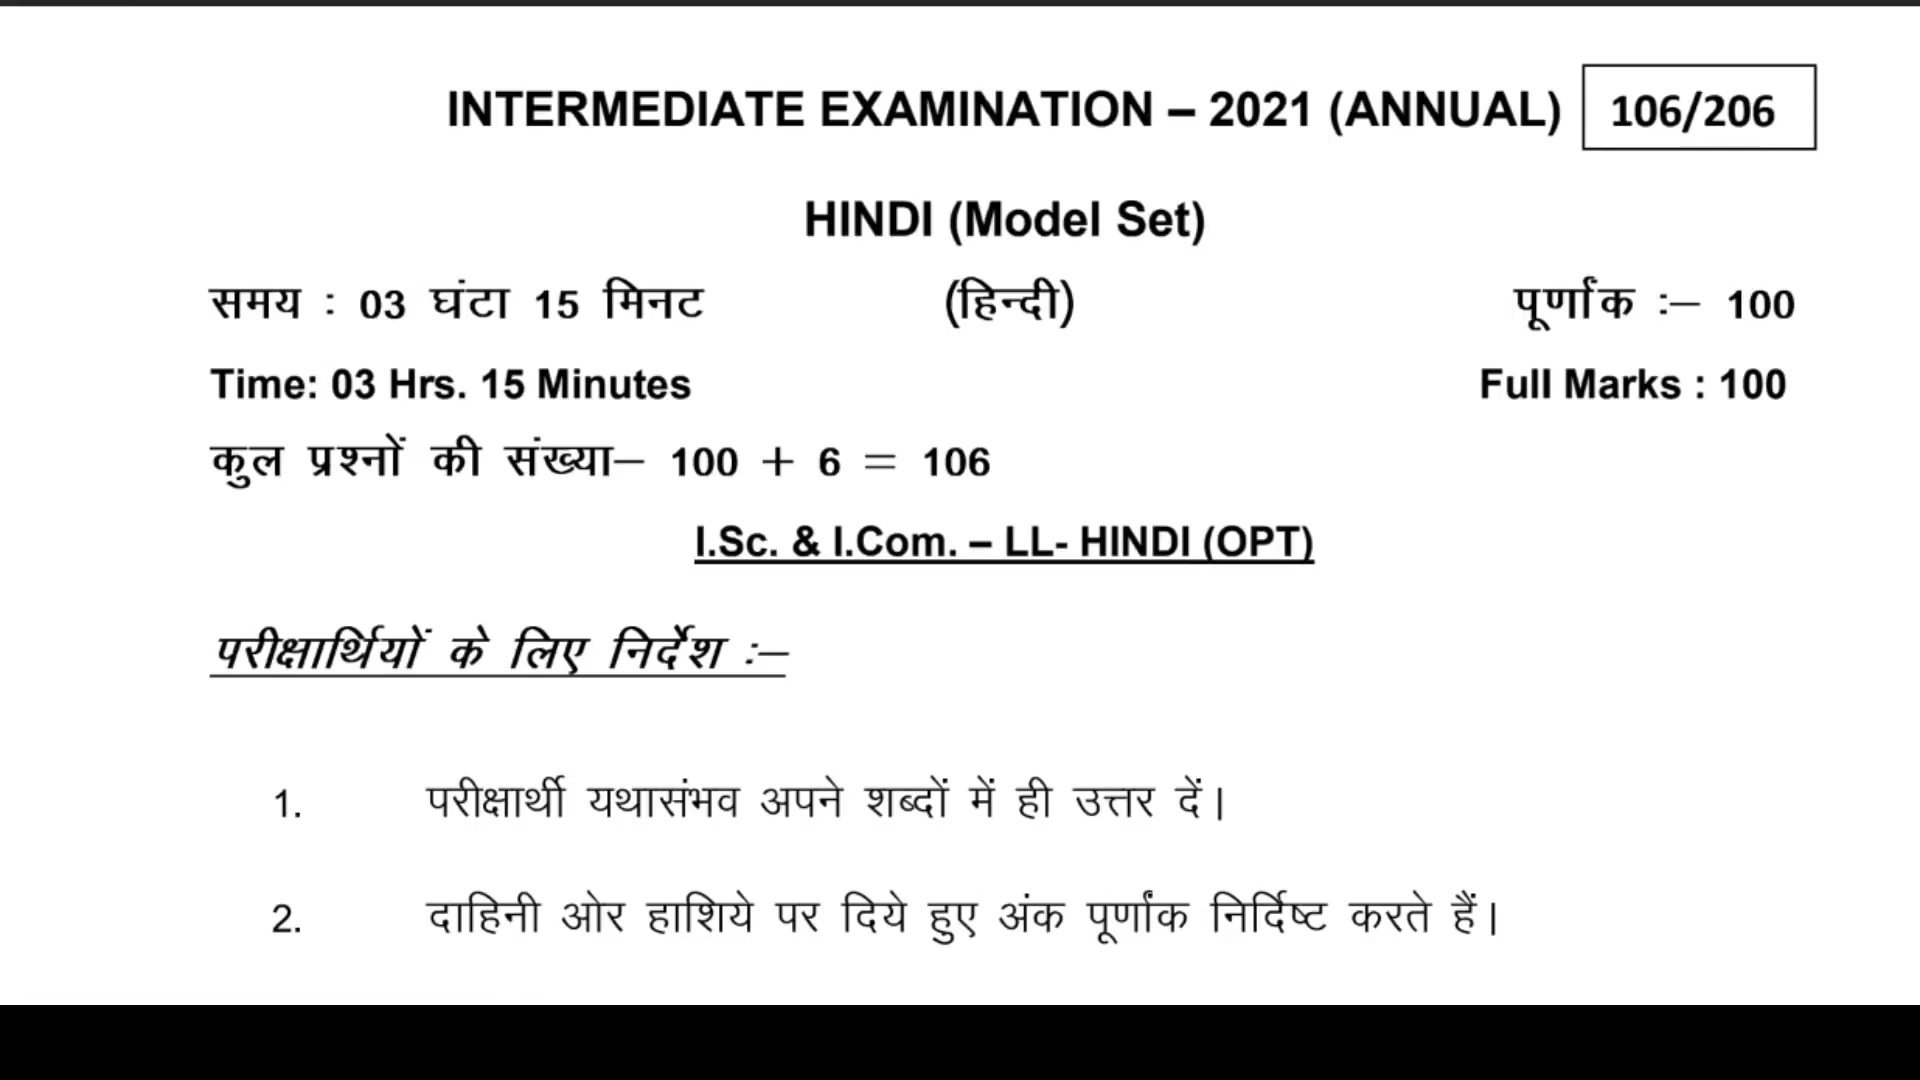 INTERMEDIATE EXAMINATION – 2021 (ANNUAL) 106/206
HINDI (Model Set)
समय : 03 घंटा 15 मिनट (हिन्दी) पूर्णांक :– 100
Time: 03 Hrs. 15 Minutes Full Marks : 100
कुल प्रश्नों की संख्या– 100 + 6 = 106
I.Sc. & I.Com. – LL- HINDI (OPT)
परीक्षार्थियों के लिए निर्देश :–
1. परीक्षार्थी यथासंभव अपने शब्दों में ही उत्तर दें।
2. दाहिनी ओर हाशिये पर दिये हुए अंक पूर्णांक निर्दिष्ट करते हैं।